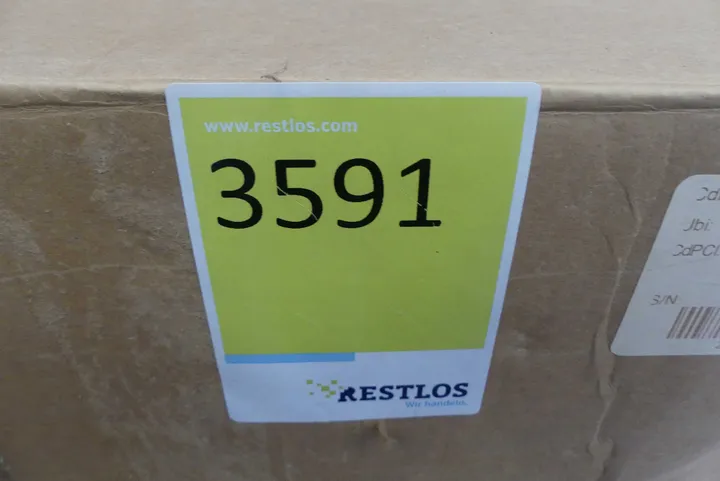 www.restlos.com
3591
RESTLOS
Wir handeln.
S/N